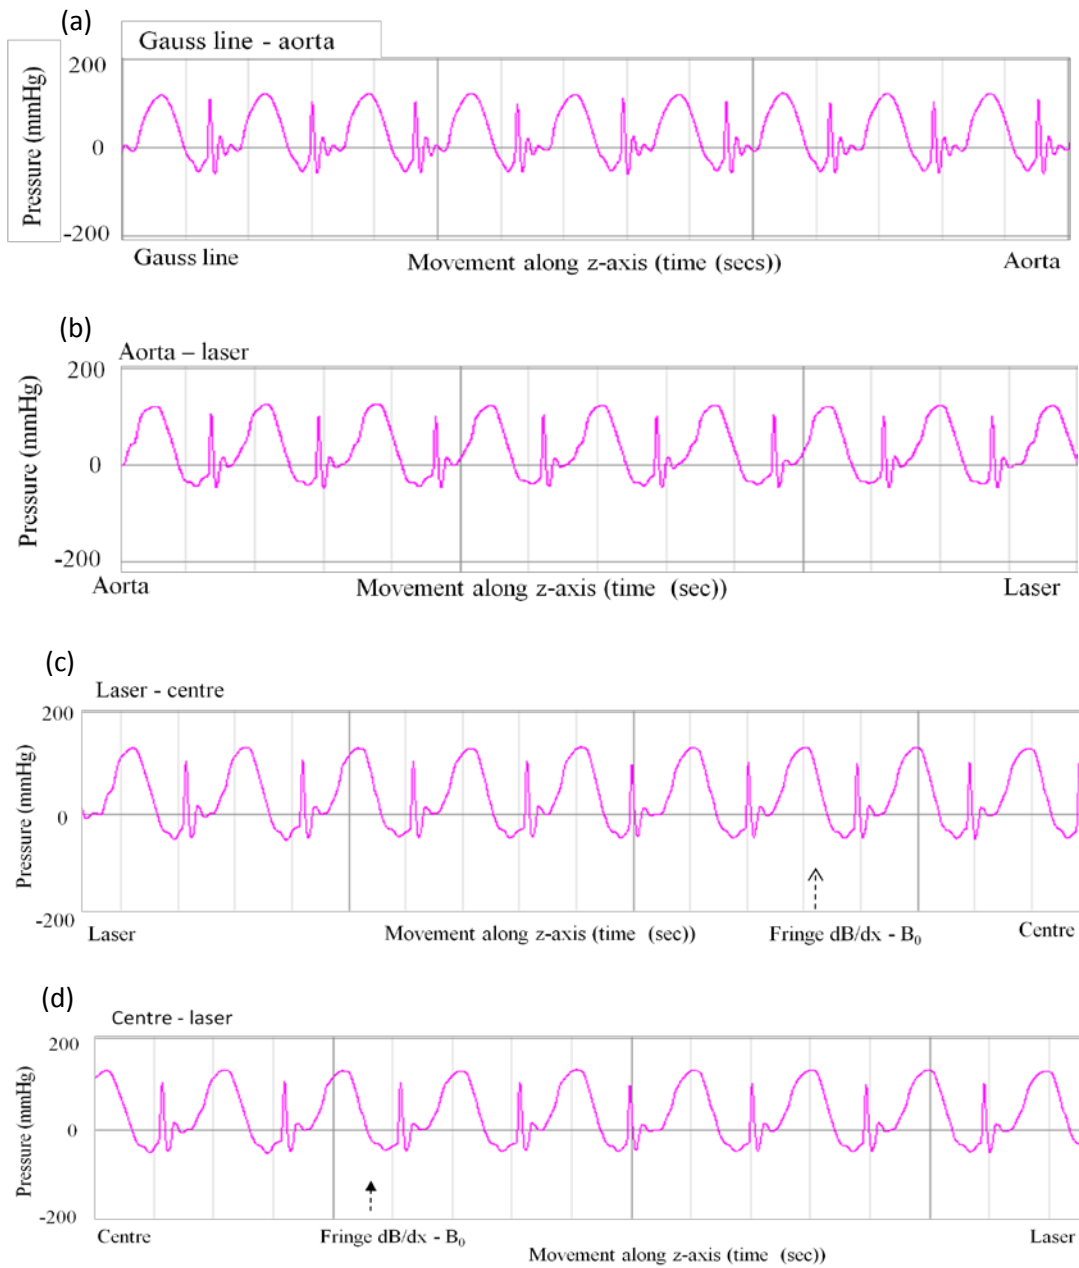 (a)
Gauss line - aorta
Pressure (mmHg)
200
0
-200
Gauss line
Movement along z-axis (time (secs))
Aorta
(b)
Aorta – laser
Pressure (mmHg)
200
0
-200
Aorta
Movement along z-axis (time (sec))
Laser
(c)
Laser - centre
Pressure (mmHg)
200
0
-200
Laser
Movement along z-axis (time (sec))
Fringe dB/dx - B₀
Centre
(d)
Centre - laser
Pressure (mmHg)
200
0
-200
Centre
Fringe dB/dx - B₀
Movement along z-axis (time (sec))
Laser